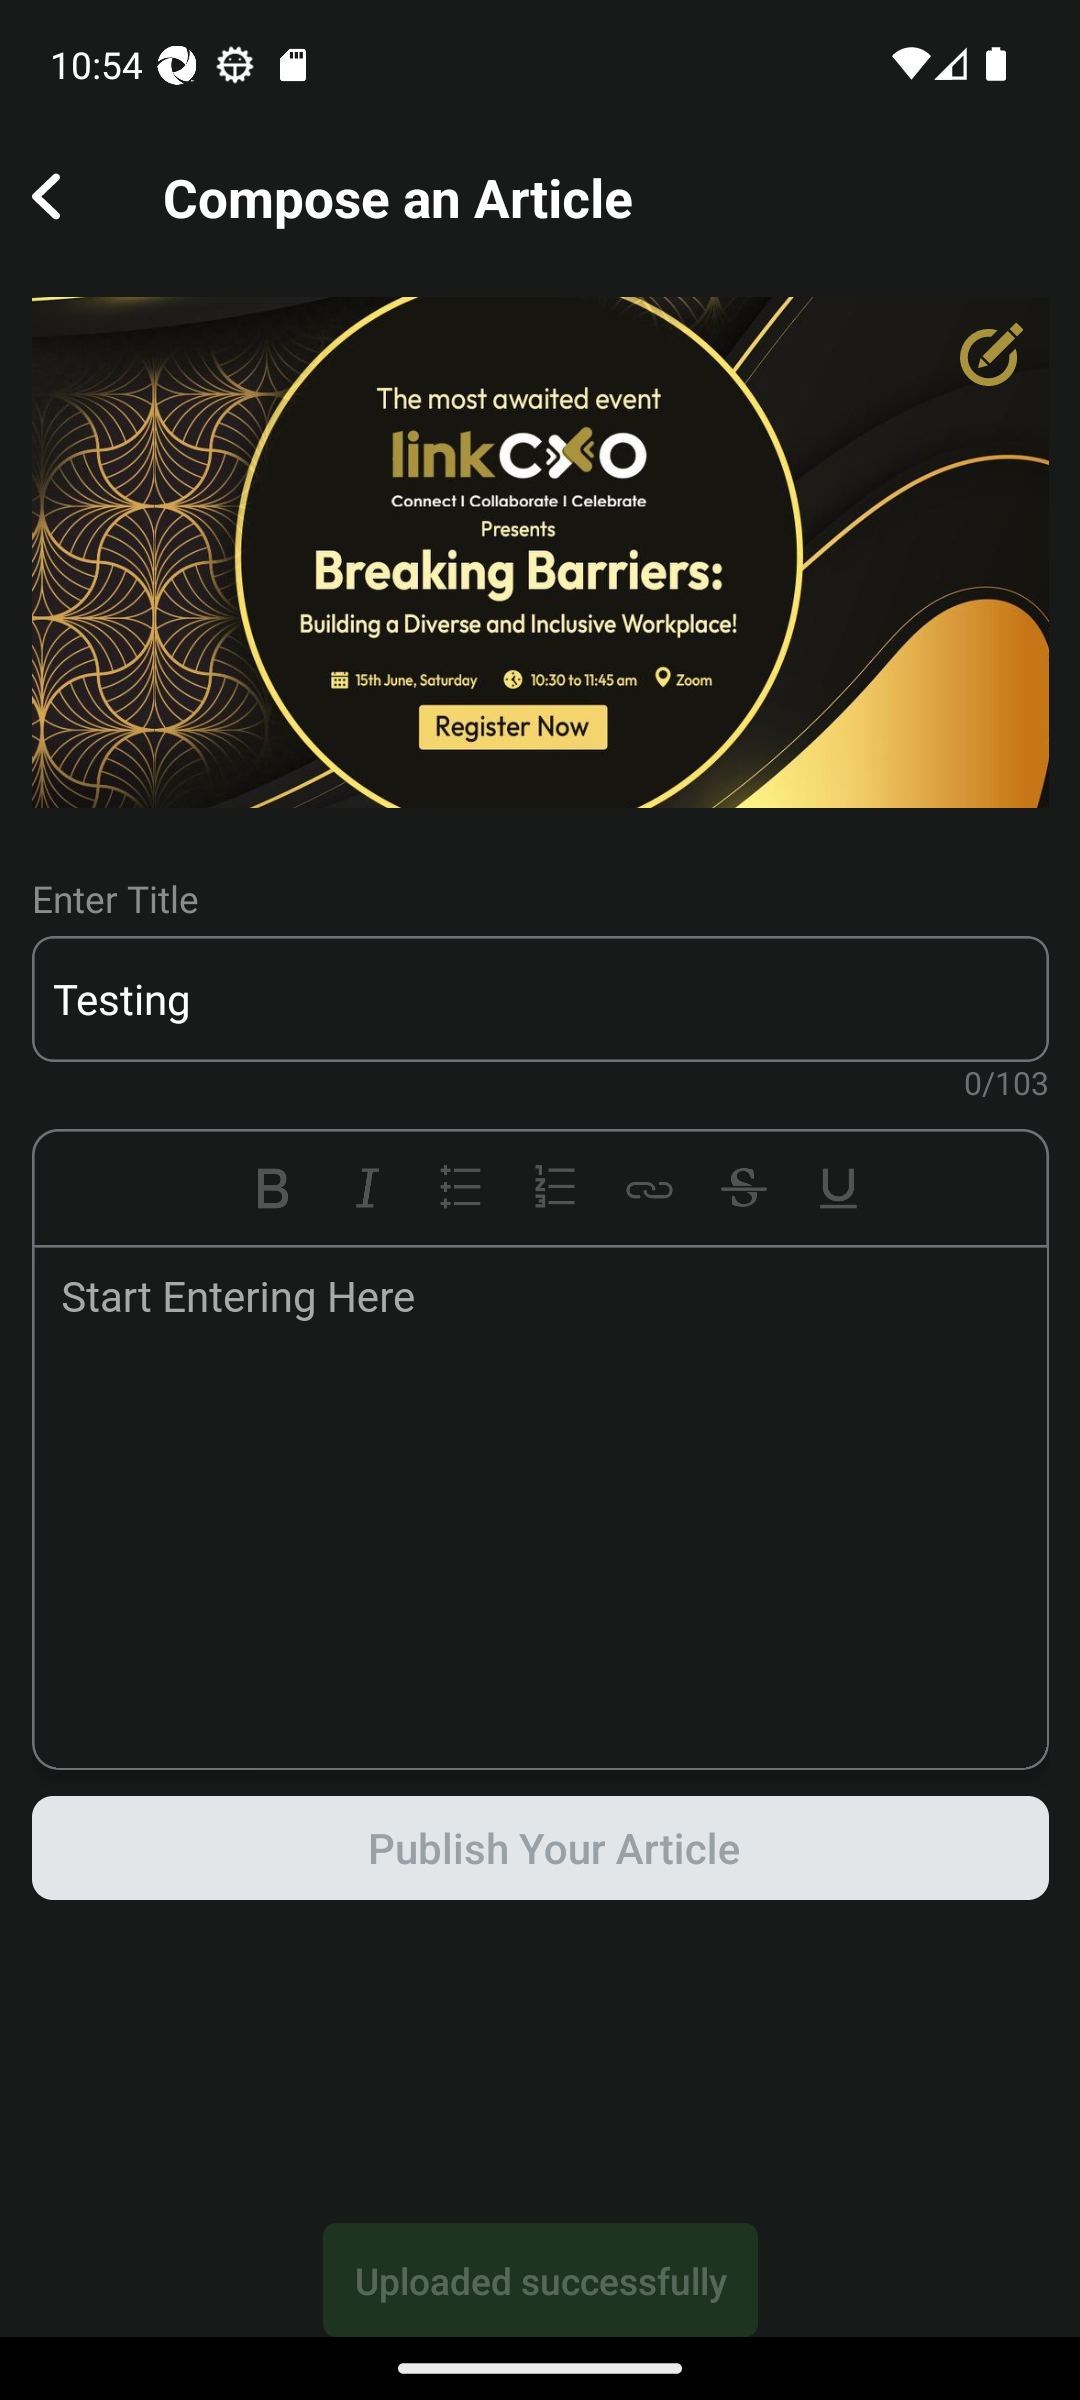 10:54
Compose an Article
The most awaited event
linkCXO
Connect I Collaborate I Celebrate
Presents
Breaking Barriers:
Building a Diverse and Inclusive Workplace!
15th June, Saturday 10:30 to 11:45 am Zoom
Register Now
Enter Title
Testing
0/103
Start Entering Here
Publish Your Article
Uploaded successfully